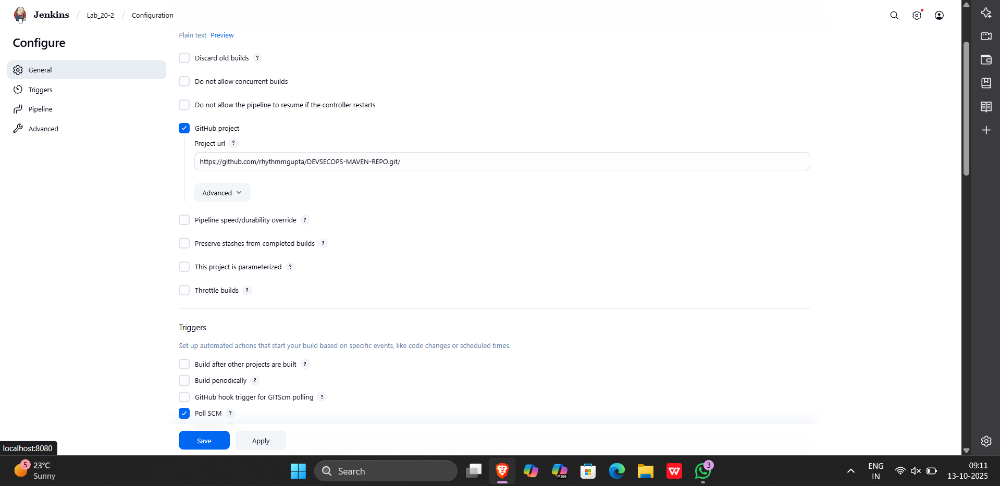 Jenkins / Lab_20-2 / Configuration
Configure
General
Triggers
Pipeline
Advanced
Plain text Preview
Discard old builds ?
Do not allow concurrent builds
Do not allow the pipeline to resume if the controller restarts
GitHub project
Project url ?
https://github.com/rhythmmgupta/DEVSECOPS-MAVEN-REPO.git/
Advanced
Pipeline speed/durability override ?
Preserve stashes from completed builds ?
This project is parameterized ?
Throttle builds ?
Triggers
Set up automated actions that start your build based on specific events, like code changes or scheduled times.
Build after other projects are built ?
Build periodically ?
GitHub hook trigger for GITScm polling ?
Poll SCM ?
Save Apply
localhost:8080
5
23°C
Sunny
Search
M365
W
3
ENG
IN
09:11
13-10-2025